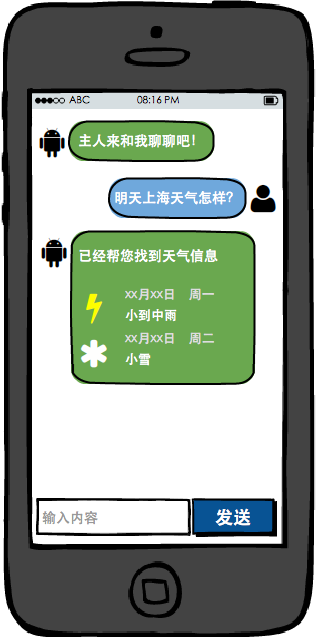 ABC 08:16 PM
主人来和我聊聊吧！
明天上海天气怎样？
已经帮您找到天气信息
xx月xx日 周一
小到中雨
xx月xx日 周二
小雪
输入内容 发送